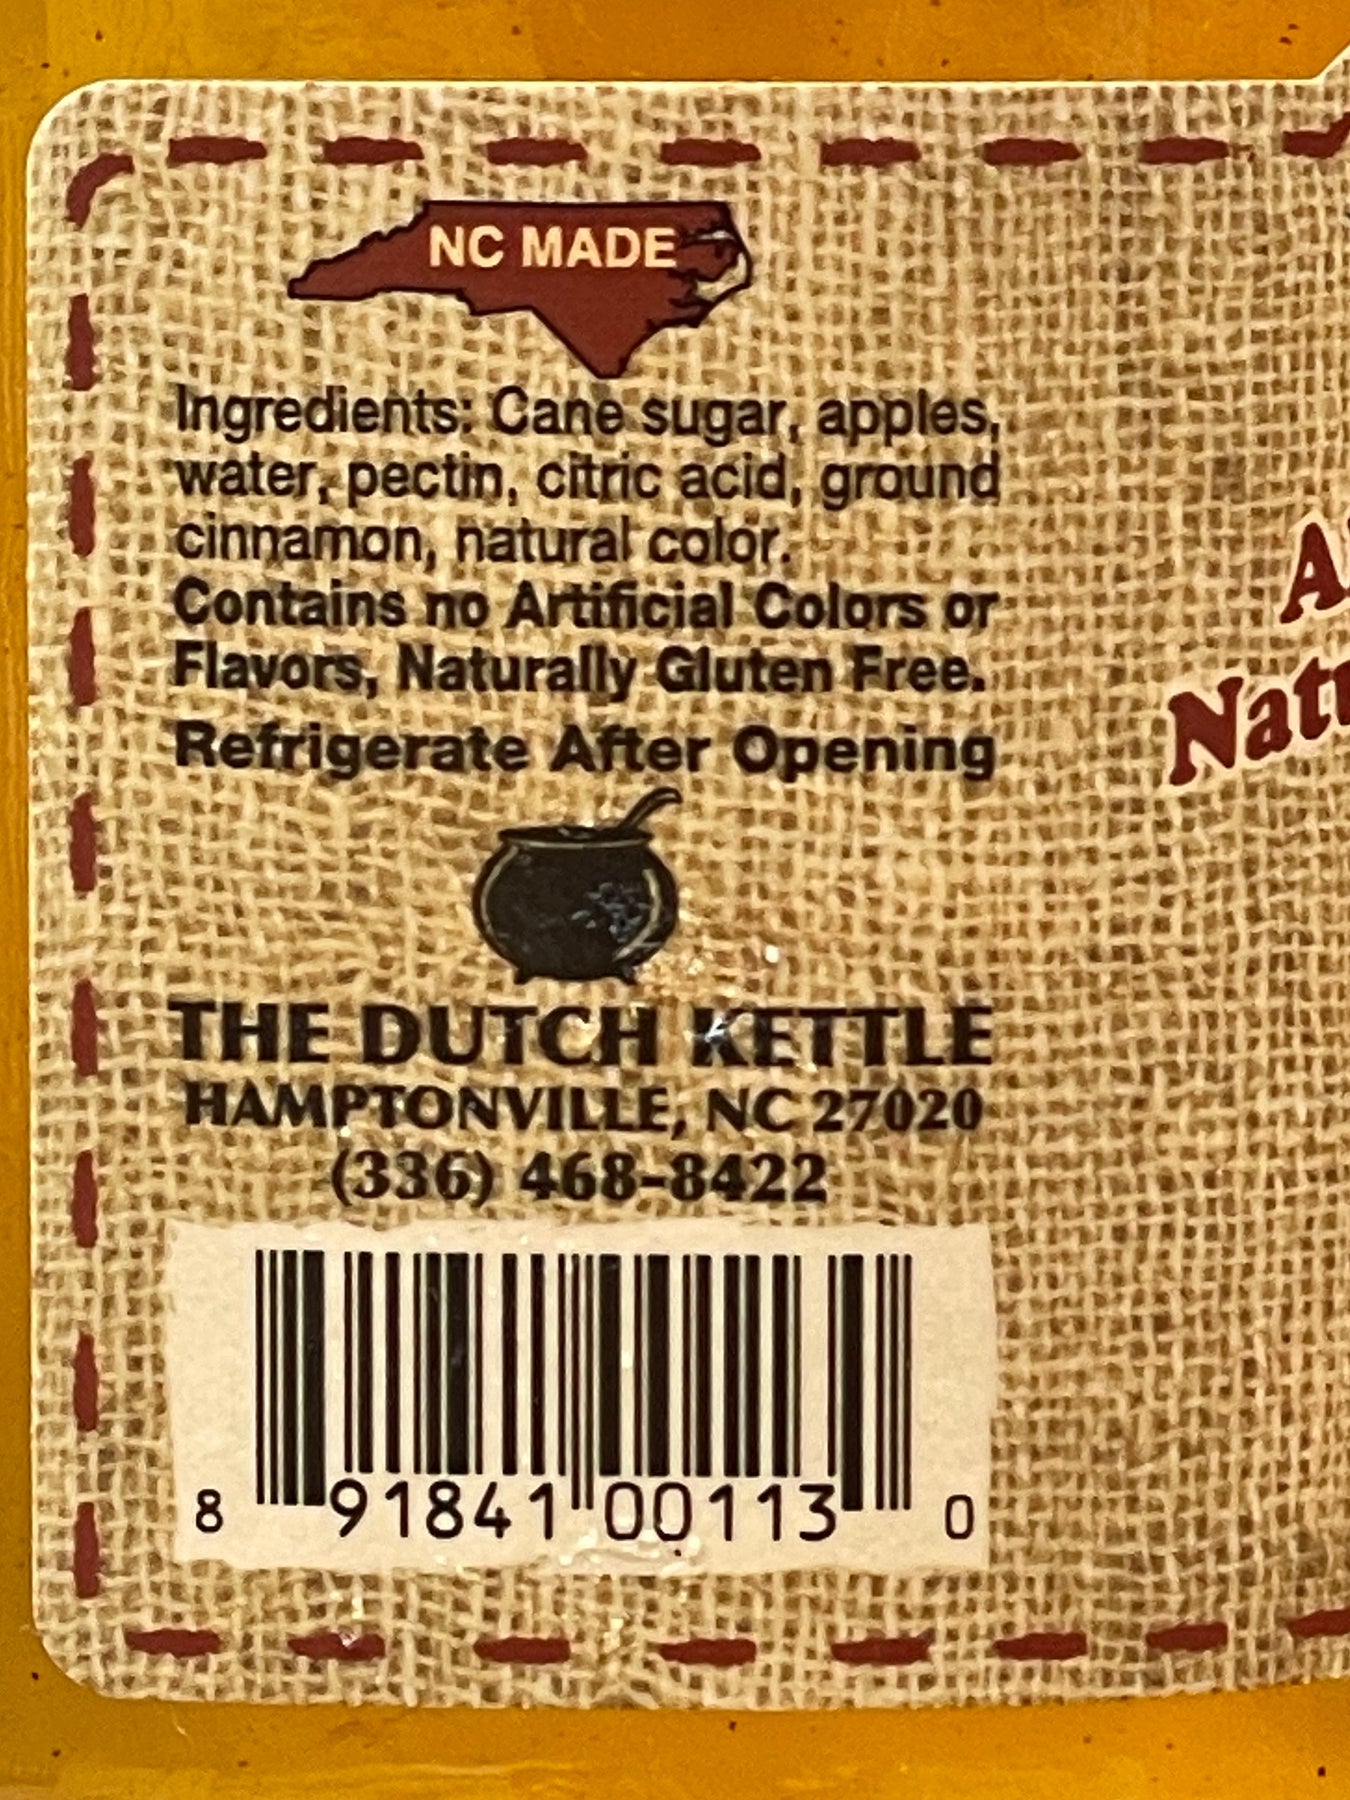 NC MADE
Ingredients: Cane sugar, apples,
water, pectin, citric acid, ground
cinnamon, natural color.
Contains no Artificial Colors or
Flavors, Naturally Gluten Free.
Refrigerate After Opening
THE DUTCH KETTLE
HAMPTONVILLE, NC 27020
(336) 468-8422
8 91841 00113 0